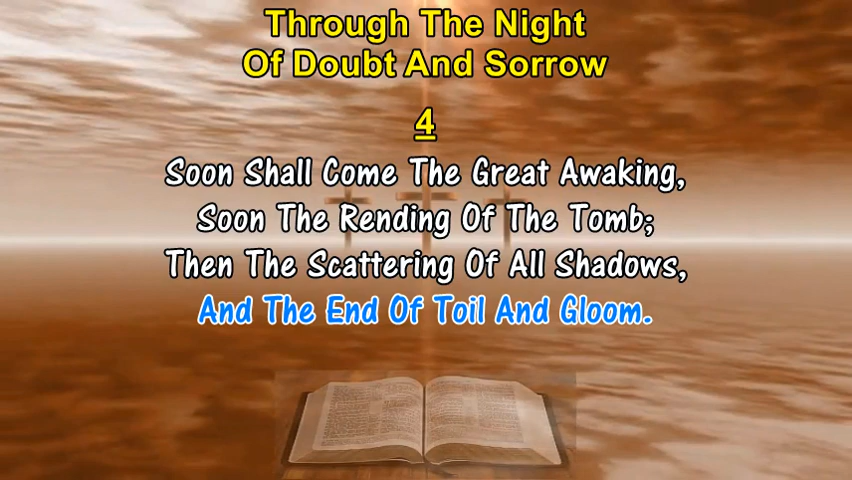 Through The Night
Of Doubt And Sorrow
4
Soon Shall Come The Great Awaking,
Soon The Rending Of The Tomb;
Then The Scattering Of All Shadows,
And The End Of Toil And Gloom.